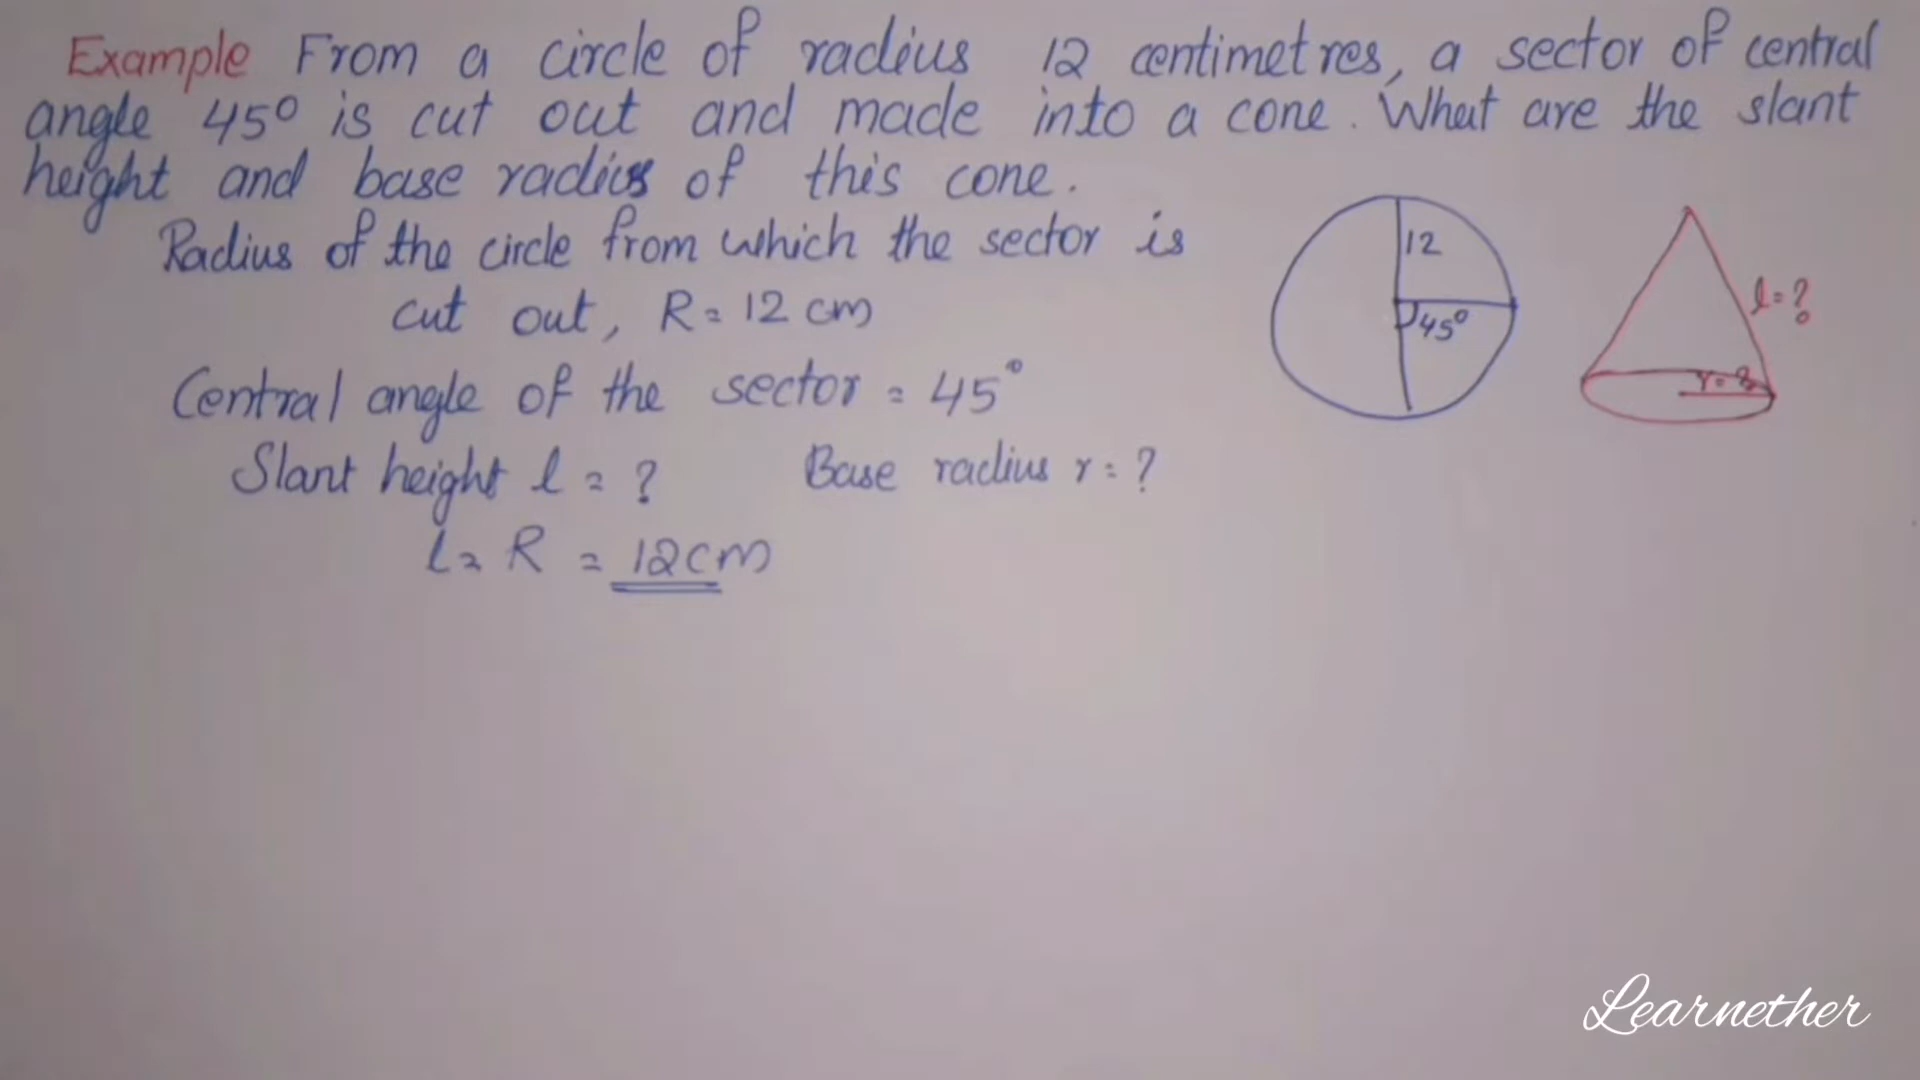 Example From a circle of radius 12 centimetres, a sector of central
angle 45° is cut out and made into a cone. What are the slant
height and base radius of this cone.
Radius of the circle from which the sector is
cut out, R = 12 cm
12
45°
l = ?
r = ?
Central angle of the sector = 45°
Slant height l = ? Base radius r = ?
l = R = 12cm
Learnether